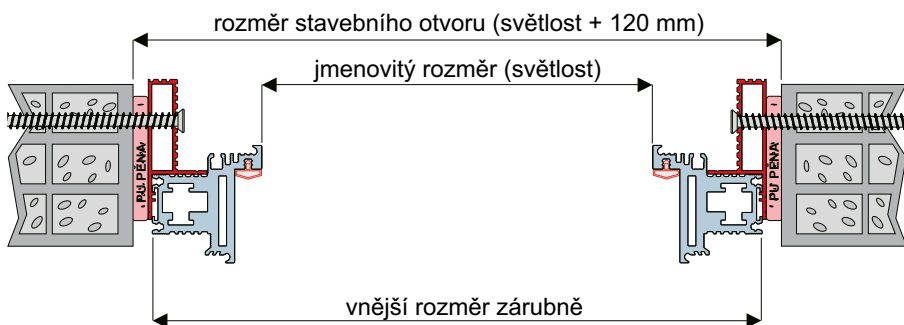 rozměr stavebního otvoru (světlost + 120 mm)
jmenovitý rozměr (světlost)
PU PĚNA
PU PĚNA
vnější rozměr zárubně